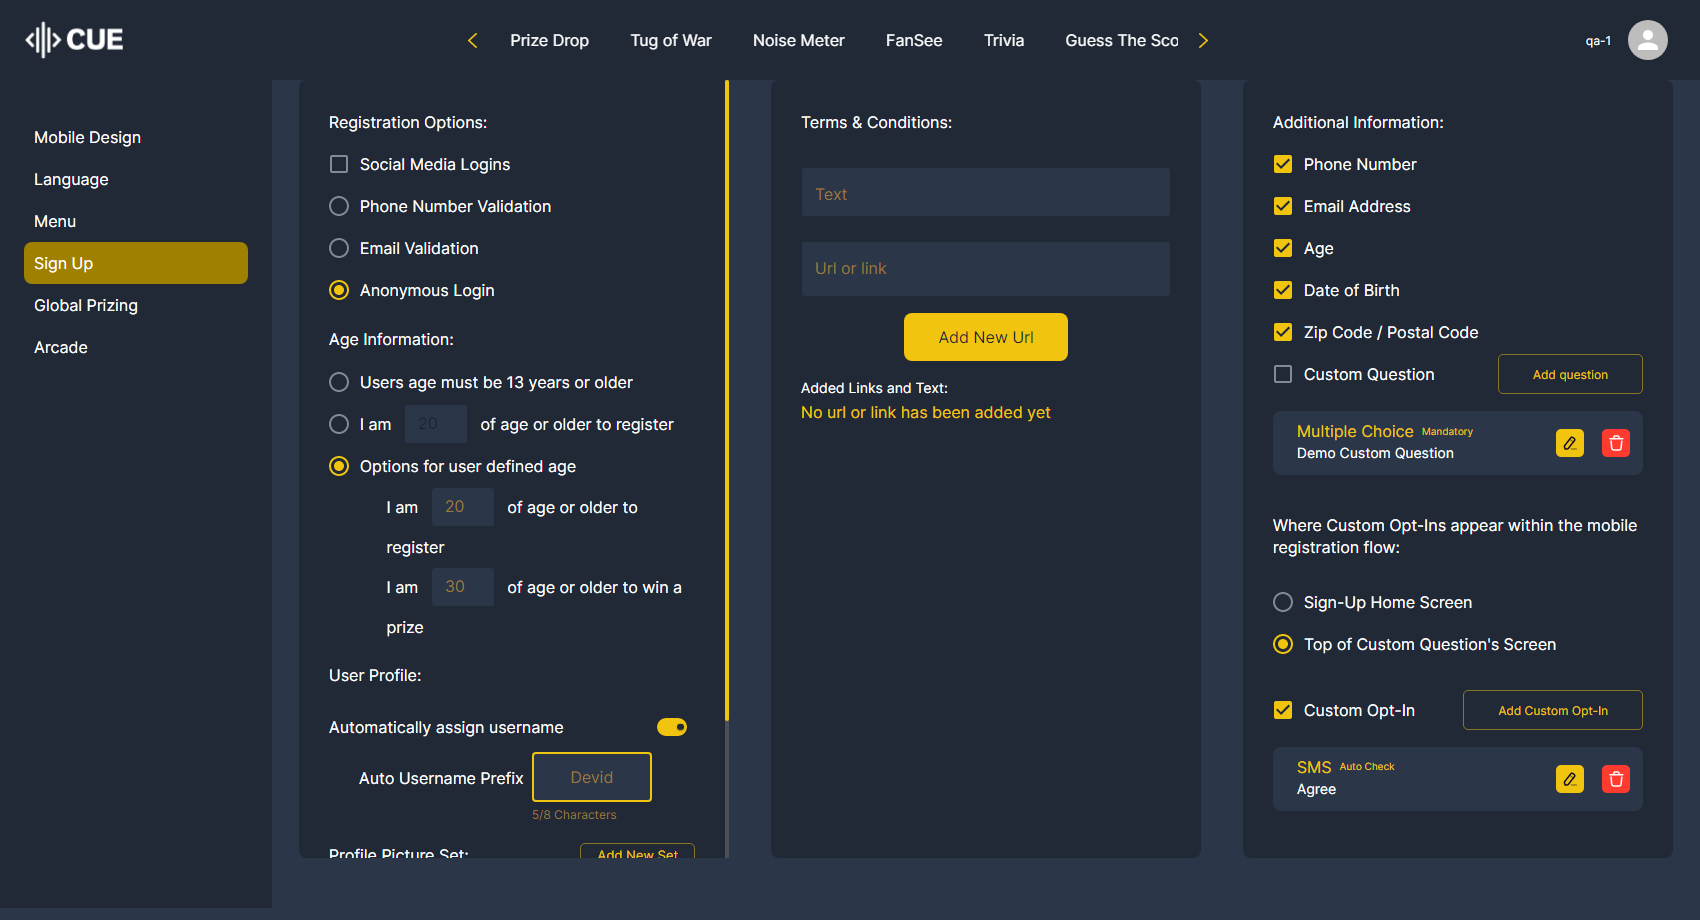 CUE
Prize Drop
Tug of War
Noise Meter
FanSee
Trivia
Guess The Sco
qa-1
Mobile Design
Language
Menu
Sign Up
Global Prizing
Arcade
Registration Options:
Social Media Logins
Phone Number Validation
Email Validation
Anonymous Login
Age Information:
Users age must be 13 years or older
I am 20 of age or older to register
Options for user defined age
I am 20 of age or older to
register
I am 30 of age or older to win a
prize
User Profile:
Automatically assign username
Auto Username Prefix Devid
5/8 Characters
Profile Picture Set: Add New Set
Terms & Conditions:
Text
Url or link
Add New Url
Added Links and Text:
No url or link has been added yet
Additional Information:
Phone Number
Email Address
Age
Date of Birth
Zip Code / Postal Code
Custom Question Add question
Multiple Choice Mandatory
Demo Custom Question
Where Custom Opt-Ins appear within the mobile
registration flow:
Sign-Up Home Screen
Top of Custom Question's Screen
Custom Opt-In Add Custom Opt-In
SMS Auto Check
Agree